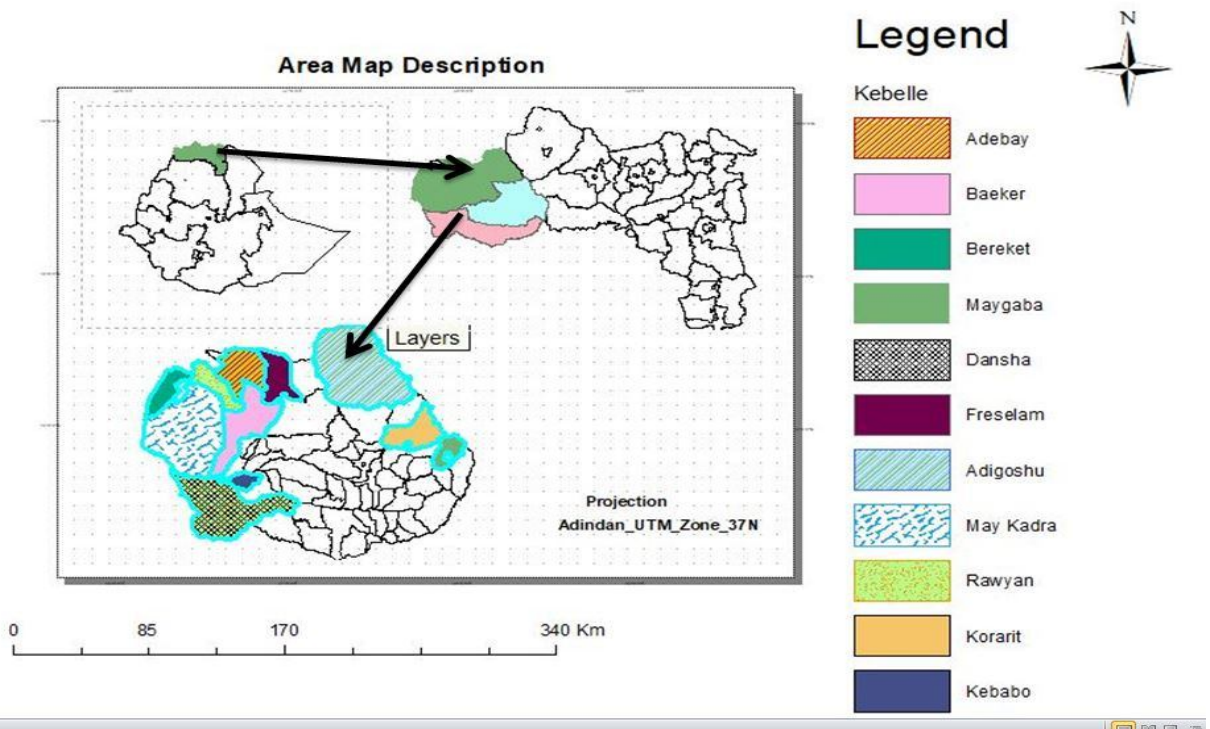 Area Map Description
Layers
Projection
Adindan_UTM_Zone_37N
0 85 170 340 Km
Legend
N
Kebelle
Adebay
Baeker
Bereket
Maygaba
Dansha
Freselam
Adigoshu
May Kadra
Rawyan
Korarit
Kebabo